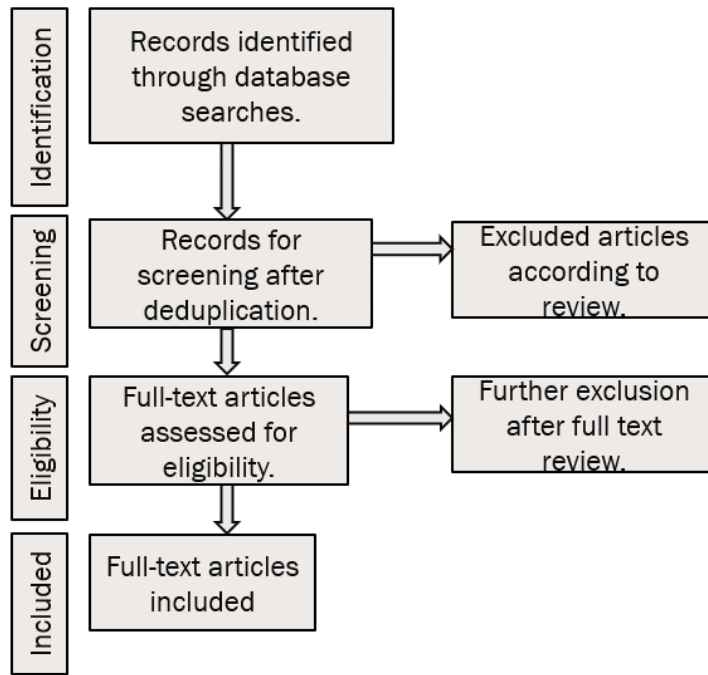 Identification
Records identified
through database
searches.
Screening
Records for
screening after
deduplication.
Excluded articles
according to
review.
Eligibility
Full-text articles
assessed for
eligibility.
Further exclusion
after full text
review.
Included
Full-text articles
included